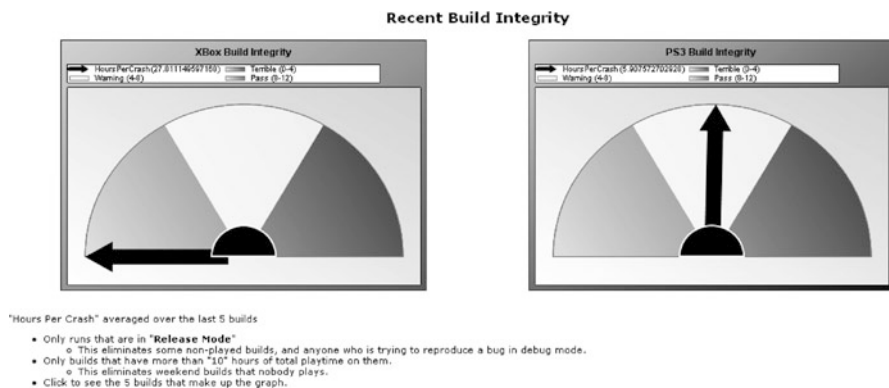 Recent Build Integrity
XBox Build Integrity
HoursPerCrash(27.811149597168)
Terrible (0-4)
Warning (4-8)
Pass (8-12)
PS3 Build Integrity
HoursPerCrash(5.907572702828)
Terrible (0-4)
Warning (4-8)
Pass (8-12)
"Hours Per Crash" averaged over the last 5 builds
Only runs that are in "Release Mode"
This eliminates some non-played builds, and anyone who is trying to reproduce a bug in debug mode.
Only builds that have more than "10" hours of total playtime on them.
This eliminates weekend builds that nobody plays.
Click to see the 5 builds that make up the graph.